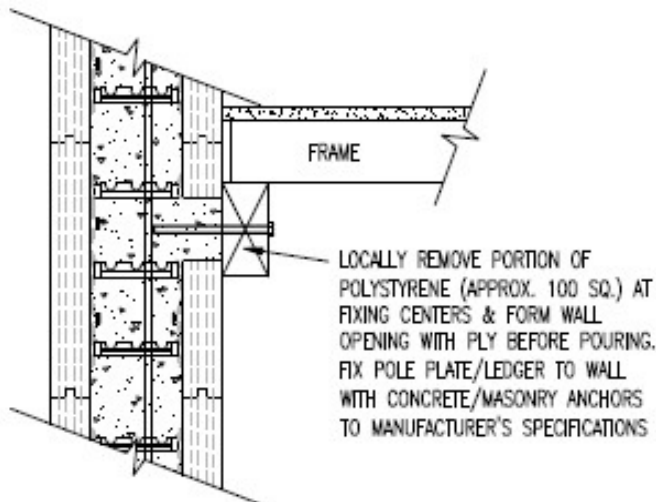 FRAME
LOCALLY REMOVE PORTION OF
POLYSTYRENE (APPROX. 100 SQ.) AT
FIXING CENTERS & FORM WALL
OPENING WITH PLY BEFORE POURING.
FIX POLE PLATE/LEDGER TO WALL
WITH CONCRETE/MASONRY ANCHORS
TO MANUFACTURER'S SPECIFICATIONS